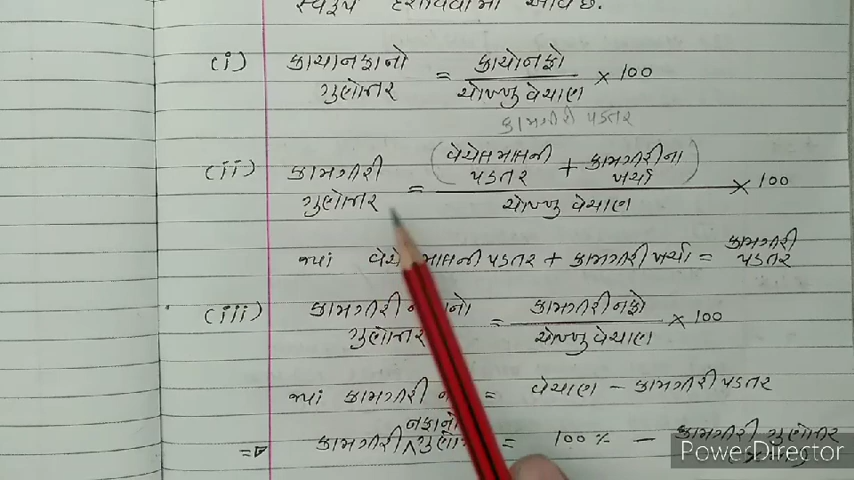 સ્વરૂપ દર્શાવવામાં આવે છે.
(i) કાચાનફાનો ગુણોત્તર = કાચોનફો / ચોખ્ખુ વેચાણ × 100
કામગીરી પડતર
(ii) કામગીરી ગુણોત્તર = (વેચેલમાલની પડતર + કામગીરીના ખર્ચા) / ચોખ્ખુ વેચાણ × 100
જ્યાં વેચે માલની પડતર + કામગીરી ખર્ચા = કામગીરી પડતર
(iii) કામગીરી નો ગુણોત્તર = કામગીરી નફો / ચોખ્ખુ વેચાણ × 100
જ્યાં કામગીરી ન = વેચાણ - કામગીરી પડતર
નફાનો
⇒ કામગીરી ^ ગુણો = 100 % - કામગીરી ગુણોત્તર
PowerDirector